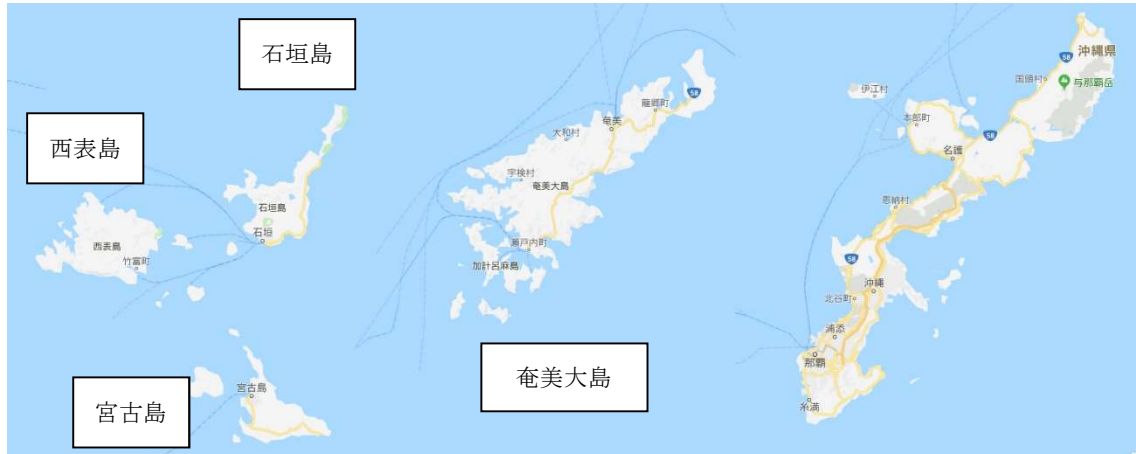 石垣島
西表島
宮古島
奄美大島
石垣島
石垣
西表島
竹富町
宮古島
58
龍郷町
奄美
大和村
宇検村
奄美大島
瀬戸内町
加計呂麻島
沖縄県
58
国頭村
与那覇岳
伊江村
本部町
58
名護
恩納村
58
沖縄
北谷町
浦添
那覇
糸満